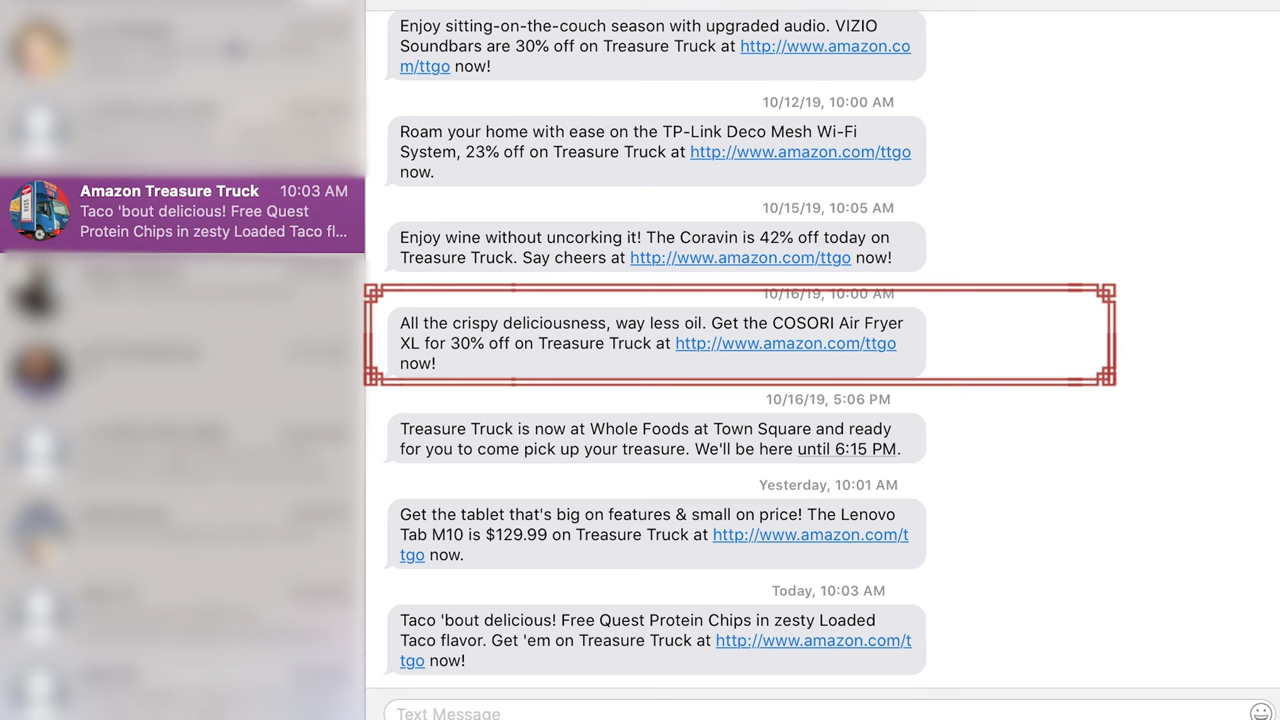 Amazon Treasure Truck 10:03 AM
Taco 'bout delicious! Free Quest
Protein Chips in zesty Loaded Taco fl...
Enjoy sitting-on-the-couch season with upgraded audio. VIZIO
Soundbars are 30% off on Treasure Truck at http://www.amazon.co
m/ttgo now!
10/12/19, 10:00 AM
Roam your home with ease on the TP-Link Deco Mesh Wi-Fi
System, 23% off on Treasure Truck at http://www.amazon.com/ttgo
now.
10/15/19, 10:05 AM
Enjoy wine without uncorking it! The Coravin is 42% off today on
Treasure Truck. Say cheers at http://www.amazon.com/ttgo now!
10/16/19, 10:00 AM
All the crispy deliciousness, way less oil. Get the COSORI Air Fryer
XL for 30% off on Treasure Truck at http://www.amazon.com/ttgo
now!
10/16/19, 5:06 PM
Treasure Truck is now at Whole Foods at Town Square and ready
for you to come pick up your treasure. We'll be here until 6:15 PM.
Yesterday, 10:01 AM
Get the tablet that's big on features & small on price! The Lenovo
Tab M10 is $129.99 on Treasure Truck at http://www.amazon.com/t
tgo now.
Today, 10:03 AM
Taco 'bout delicious! Free Quest Protein Chips in zesty Loaded
Taco flavor. Get 'em on Treasure Truck at http://www.amazon.com/t
tgo now!
Text Message